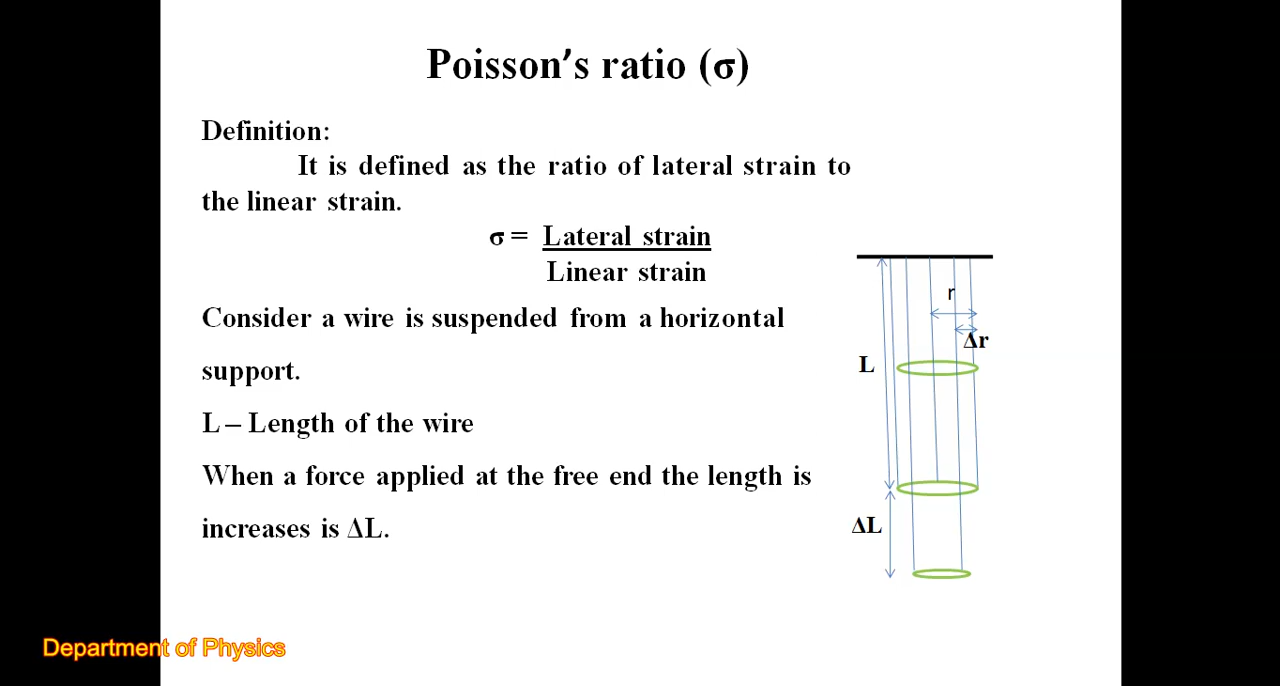 Poisson’s ratio (σ)
Definition:
It is defined as the ratio of lateral strain to
the linear strain.
σ = Lateral strain
Linear strain
Consider a wire is suspended from a horizontal
support.
L – Length of the wire
When a force applied at the free end the length is
increases is ΔL.
r
Δr
L
ΔL
Department of Physics